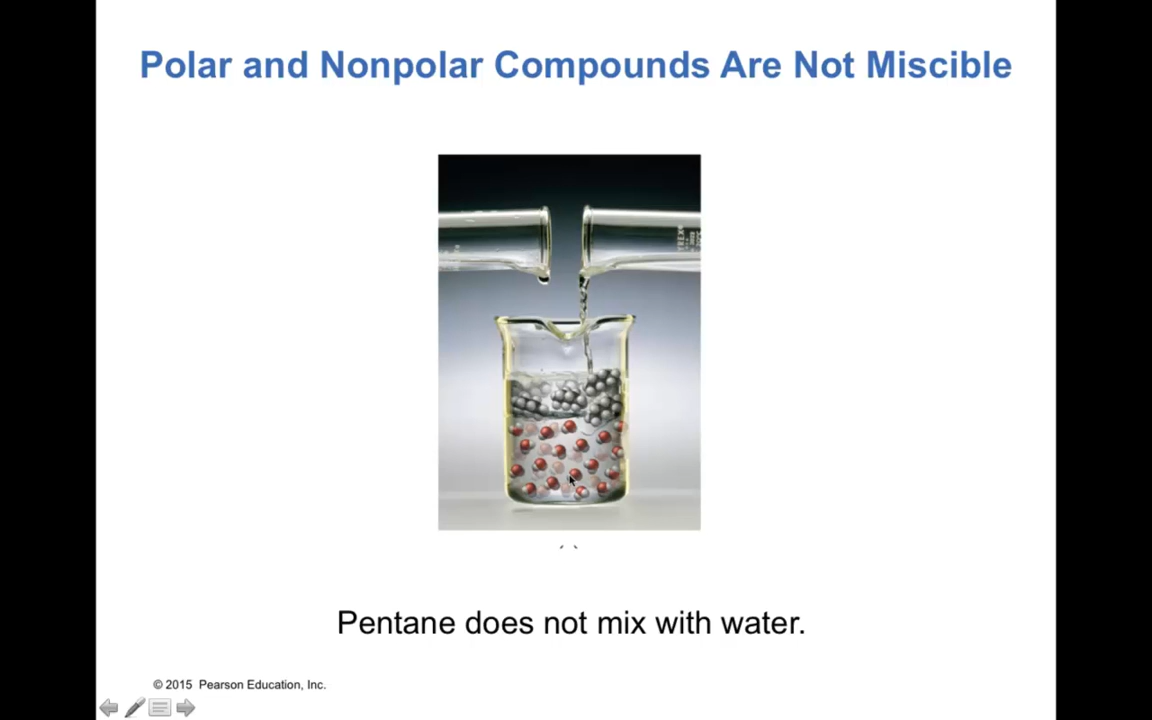 Polar and Nonpolar Compounds Are Not Miscible
Pentane does not mix with water.
© 2015 Pearson Education, Inc.